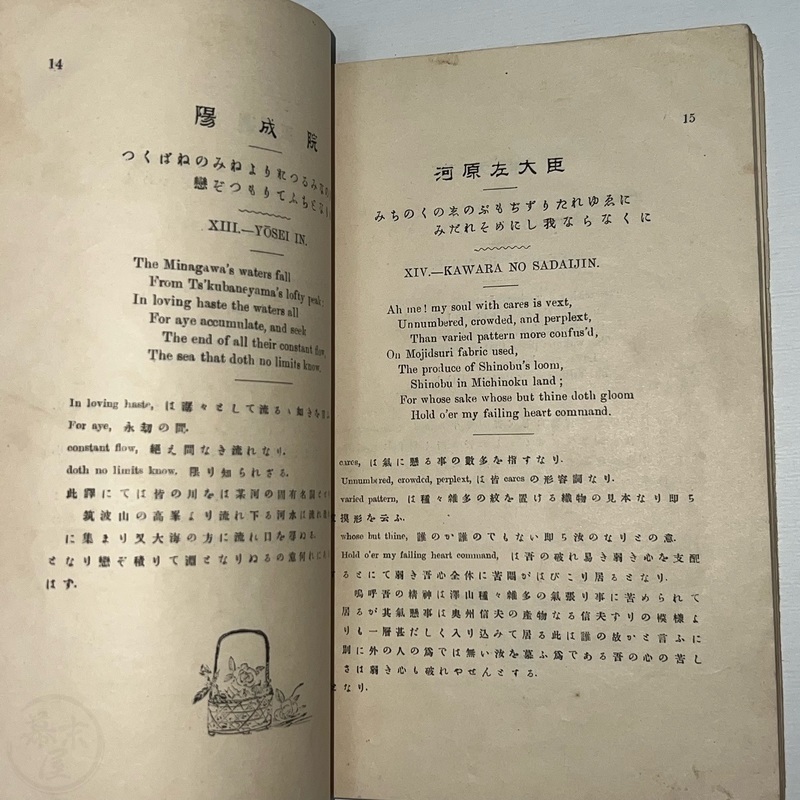 14
陽成院
つくばねのみねより落つるみなの
戀ぞつもりてふちとな
XIII.—YŌSEI IN.
The Minagawa's waters fall
From Ts'kubaneyama's lofty peak;
In loving haste the waters all
For aye accumulate, and seek
The end of all their constant flow,
The sea that doth no limits know.
In loving haste, は潺々として流るゝ如きを
For aye, 永劫の間.
constant flow, 絕え間なき流れなり.
doth no limits know. 限り知られざる.
此譯にては皆の川をは某河の固有名
筑波山の高峯より流れ下る河水は流れ
に集まり又大海の方に流れ口を尋ねも
となり戀ぞ積りて淵となりぬるの意何れに
はず.
15
河原左大臣
みちのくの志のぶもぢずりたれゆゑに
みだれそめにし我ならなくに
XIV.—KAWARA NO SADAIJIN.
Ah me! my soul with cares is vext,
Unnumbered, crowded, and perplext,
Than varied pattern more confus'd,
On Mojidsuri fabric used,
The produce of Shinobu's loom,
Shinobu in Michinoku land;
For whose sake whose but thine doth gloom
Hold o'er my failing heart command.
cares, は氣に懸る事の數多を指すなり.
Unnumbered, crowded, perplext, は皆 cares の形容詞なり.
varied pattern, は種々雜多の紋を置ける織物の見本なり即ち
摸形を云ふ.
whose but thine, 誰のか誰のでもない即ち汝のなりとの意.
Hold o'er my failing heart command, は吾の破れ易き弱き心を支配
るとにて弱き吾心全体に苦悶がはびこり居るとなり.
嗚呼吾の精神は澤山種々雜多の氣張り事に苦められて
居るが其氣懸事は奧州信夫の產物なる信夫ずりの模樣よ
りも一層甚だしく入り込みて居る此は誰の故かと言ふに
別に外の人の爲では無い汝を慕ふ爲である吾の心の苦し
さは弱き心も破れやせんとする.
となり.